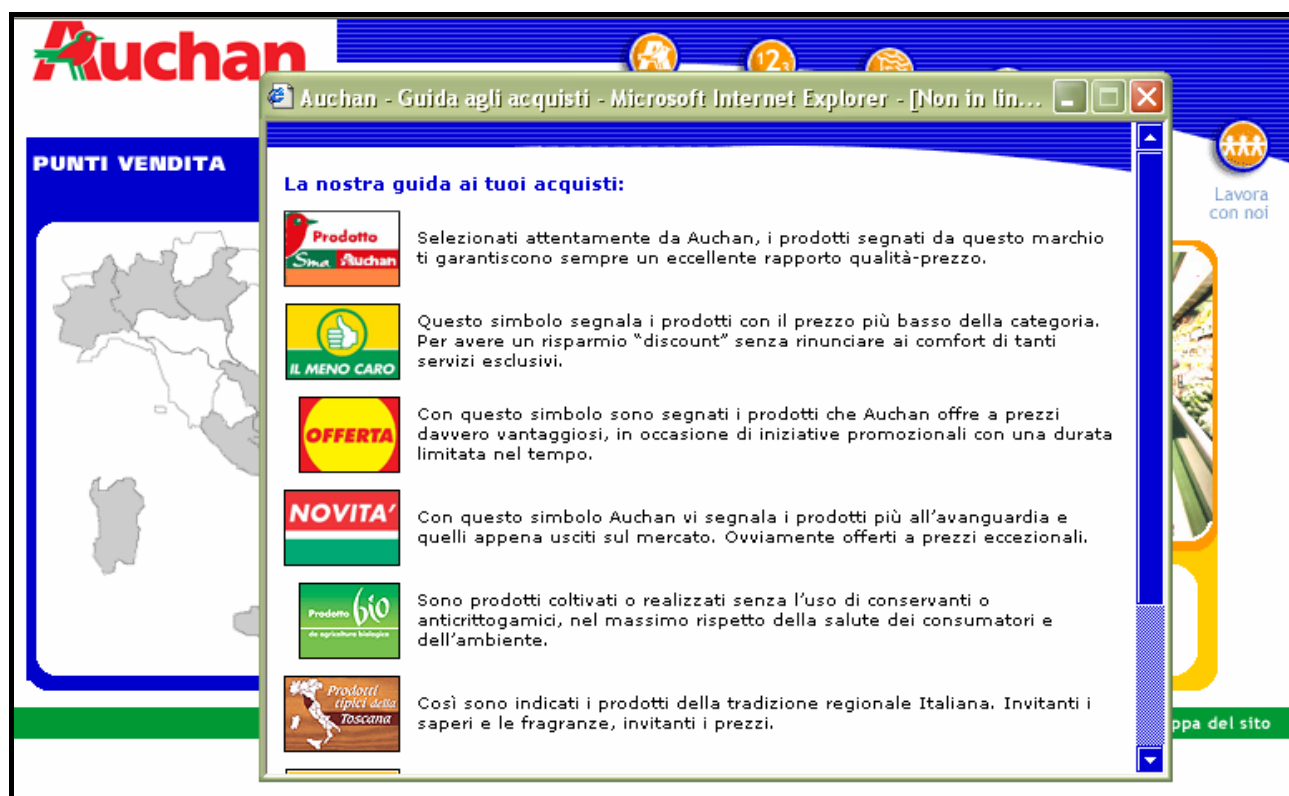 Auchan
123
Auchan - Guida agli acquisti - Microsoft Internet Explorer - [Non in lin...
PUNTI VENDITA
Lavora
con noi
La nostra guida ai tuoi acquisti:
Prodotto
Sma Auchan
Selezionati attentamente da Auchan, i prodotti segnati da questo marchio
ti garantiscono sempre un eccellente rapporto qualità-prezzo.
IL MENO CARO
Questo simbolo segnala i prodotti con il prezzo più basso della categoria.
Per avere un risparmio “discount” senza rinunciare ai comfort di tanti
servizi esclusivi.
OFFERTA
Con questo simbolo sono segnati i prodotti che Auchan offre a prezzi
davvero vantaggiosi, in occasione di iniziative promozionali con una durata
limitata nel tempo.
NOVITA'
Con questo simbolo Auchan vi segnala i prodotti più all'avanguardia e
quelli appena usciti sul mercato. Ovviamente offerti a prezzi eccezionali.
Prodotto bio
da agricoltura biologica
Sono prodotti coltivati o realizzati senza l'uso di conservanti o
anticrittogamici, nel massimo rispetto della salute dei consumatori e
dell'ambiente.
Prodotti
tipici della
Toscana
Così sono indicati i prodotti della tradizione regionale Italiana. Invitanti i
saperi e le fragranze, invitanti i prezzi.
ppa del sito